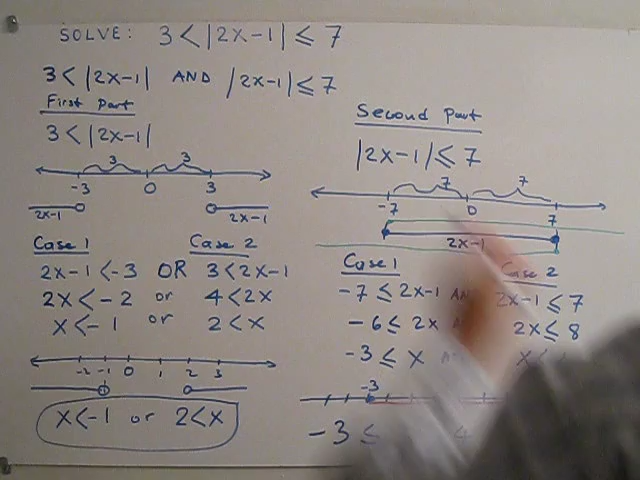 SOLVE: 3 < |2X-1| ≤ 7
3 < |2X-1| AND |2X-1| ≤ 7
First Part
3 < |2X-1|
3 3
-3 0 3
2X-1 2X-1
Case 1 Case 2
2X-1 < -3 OR 3 < 2X-1
2X < -2 or 4 < 2X
X < -1 or 2 < X
-2 -1 0 1 2 3
X < -1 or 2 < X
Second Part
|2X-1| ≤ 7
7 7
-7 0 7
2X-1
Case 1 Case 2
-7 ≤ 2X-1 2X-1 ≤ 7
-6 ≤ 2X 2X ≤ 8
-3 ≤ X
-3
-3 ≤ 4